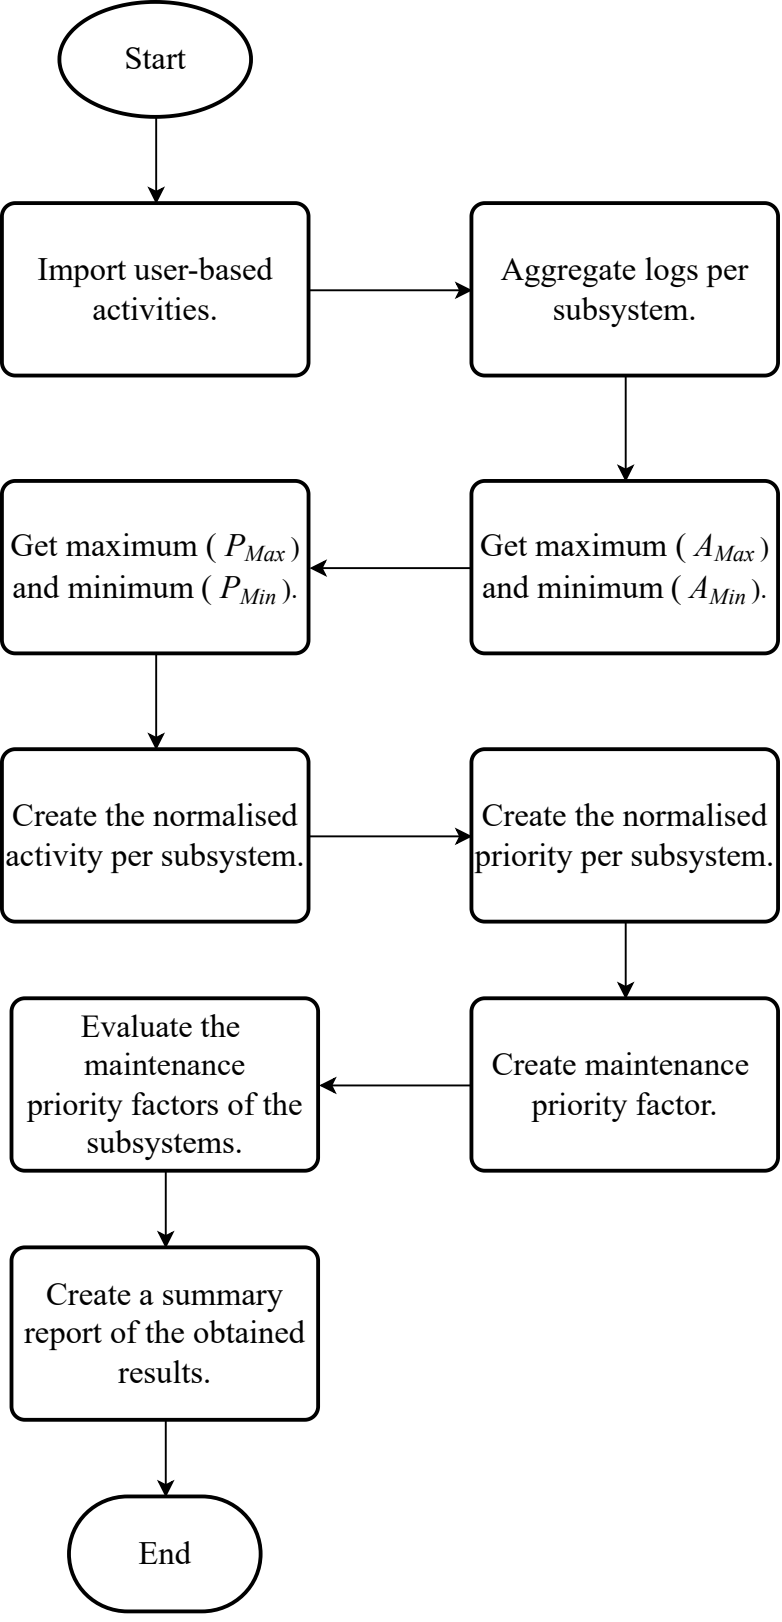 Start
Import user-based
activities.
Aggregate logs per
subsystem.
Get maximum ( A_Max )
and minimum ( A_Min ).
Get maximum ( P_Max )
and minimum ( P_Min ).
Create the normalised
activity per subsystem.
Create the normalised
priority per subsystem.
Create maintenance
priority factor.
Evaluate the
maintenance
priority factors of the
subsystems.
Create a summary
report of the obtained
results.
End